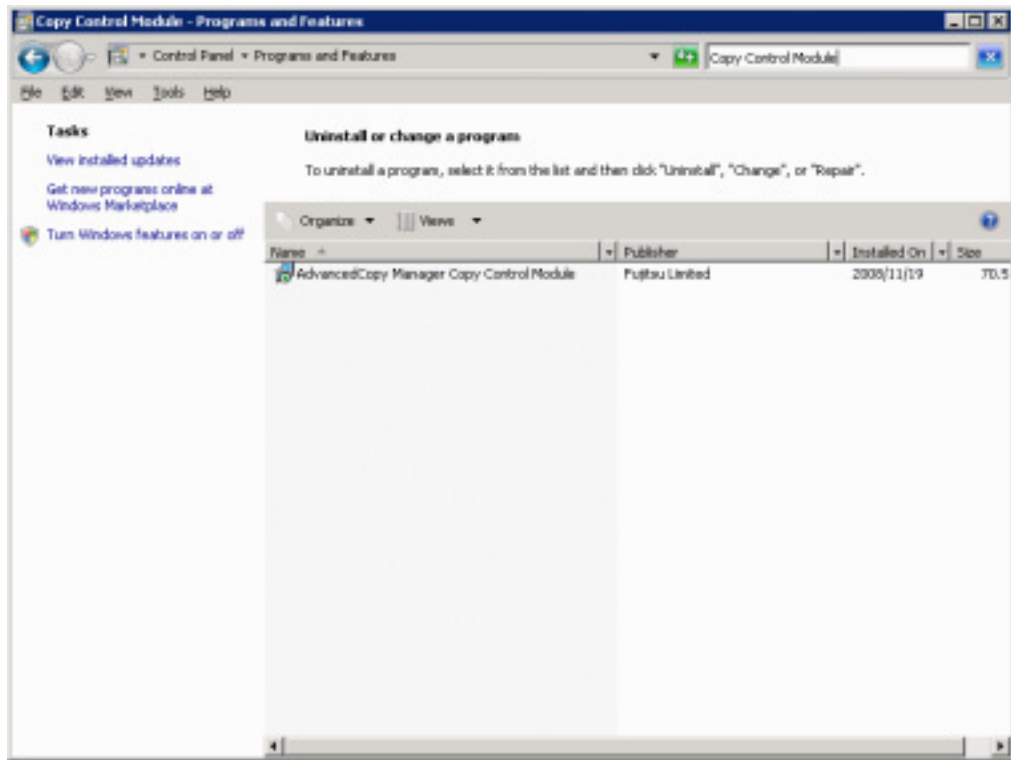 Copy Control Module - Programs and Features
Control Panel Programs and Features
Copy Control Module
File Edit View Tools Help
Tasks
View installed updates
Get new programs online at
Windows Marketplace
Turn Windows features on or off
Uninstall or change a program
To uninstall a program, select it from the list and then click "Uninstall", "Change", or "Repair".
Organize Views
Name Publisher Installed On Size
AdvancedCopy Manager Copy Control Module Fujitsu Limited 2008/11/19 70.5